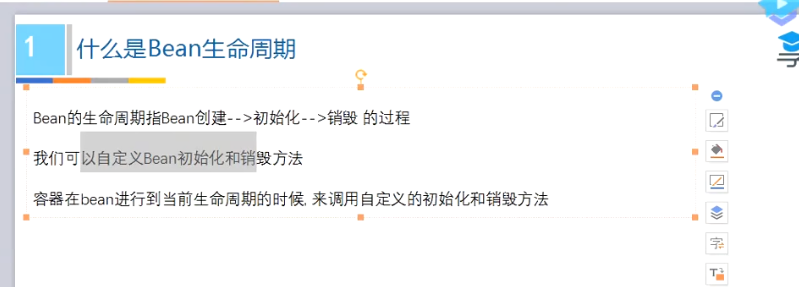 1
什么是Bean生命周期
Bean的生命周期指Bean创建-->初始化-->销毁 的过程
我们可以自定义Bean初始化和销毁方法
容器在bean进行到当前生命周期的时候, 来调用自定义的初始化和销毁方法